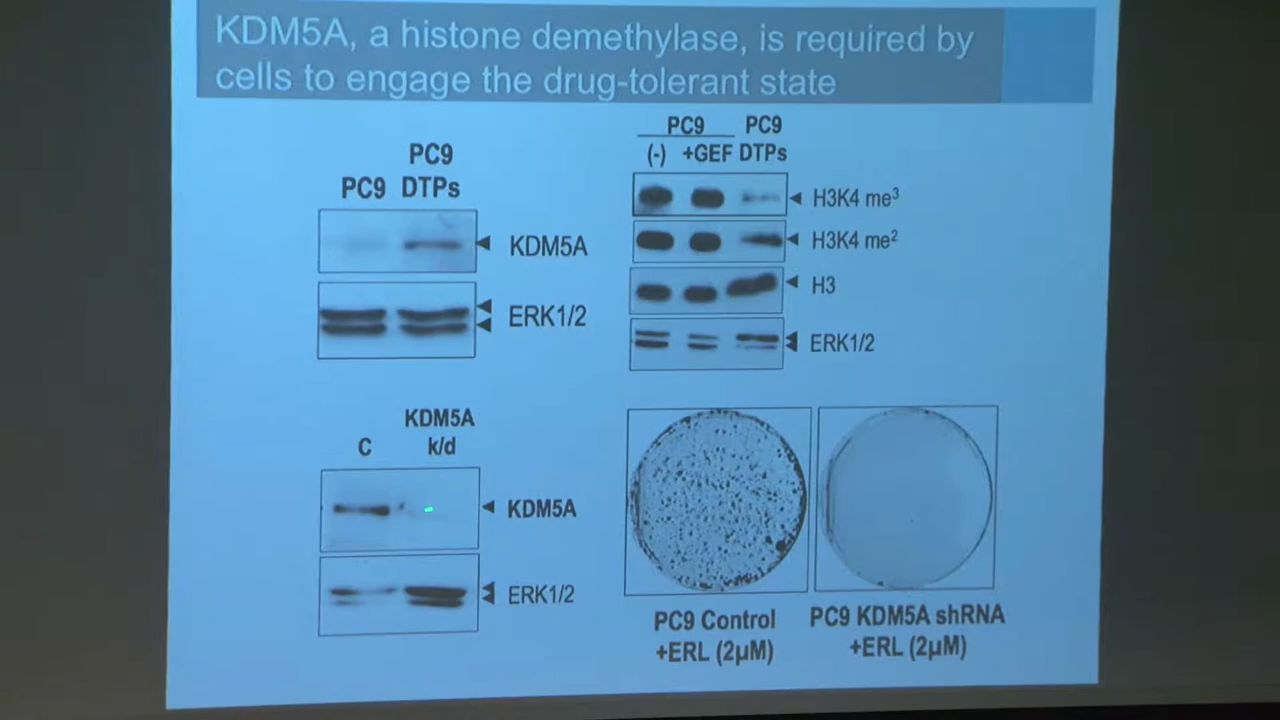 KDM5A, a histone demethylase, is required by
cells to engage the drug-tolerant state
PC9
PC9 DTPs
KDM5A
ERK1/2
PC9 PC9
(-) +GEF DTPs
H3K4 me³
H3K4 me²
H3
ERK1/2
KDM5A
C k/d
KDM5A
ERK1/2
PC9 Control
+ERL (2µM)
PC9 KDM5A shRNA
+ERL (2µM)